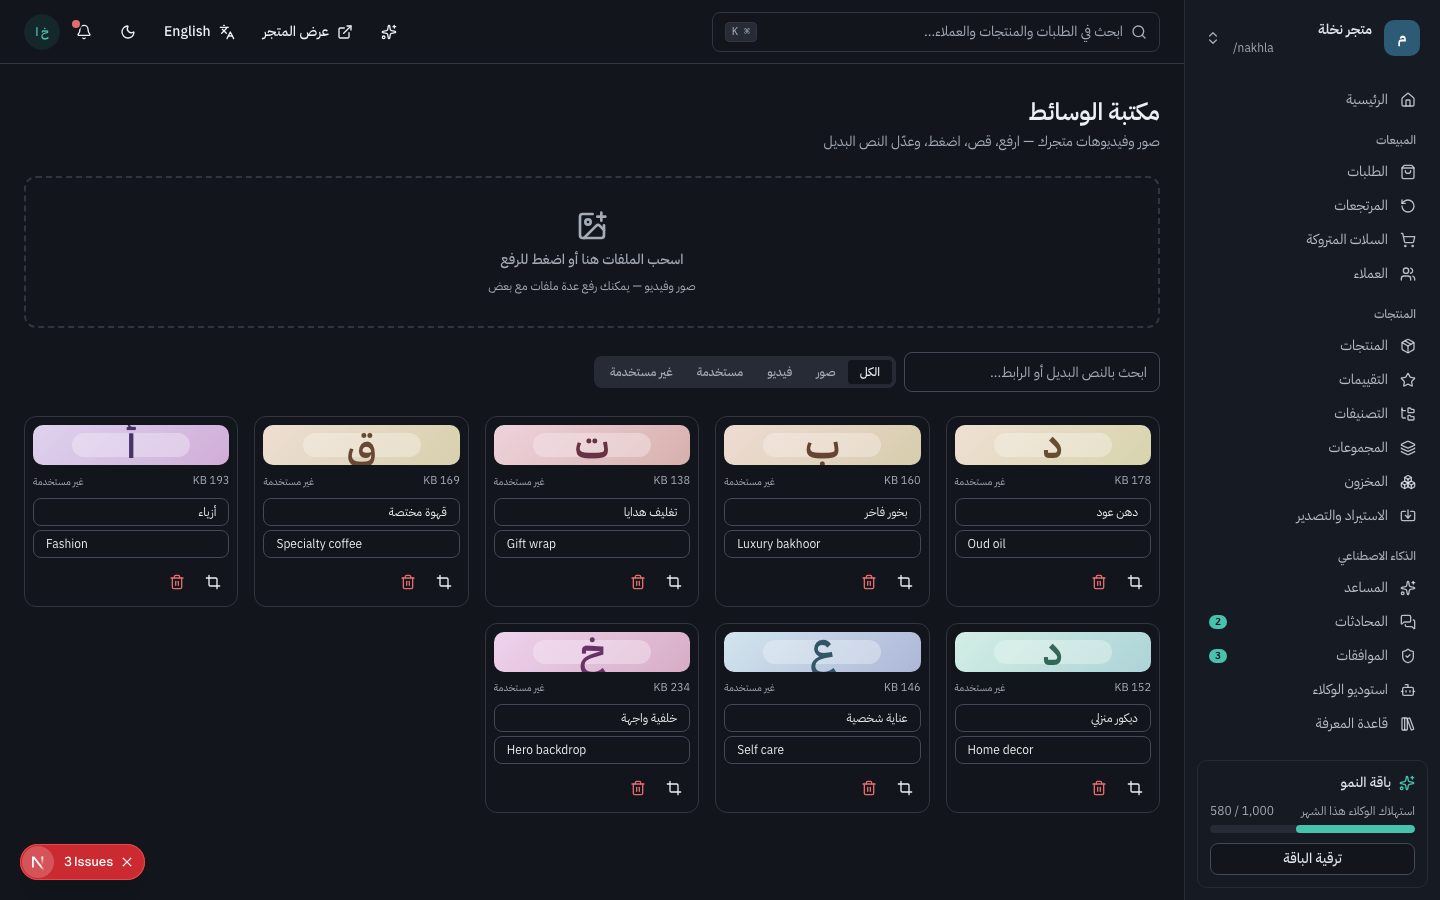 متجر نخلة
/nakhla
م
الرئيسية
المبيعات
الطلبات
المرتجعات
السلات المتروكة
العملاء
المنتجات
المنتجات
التقييمات
التصنيفات
المجموعات
المخزون
الاستيراد والتصدير
الذكاء الاصطناعي
المساعد
المحادثات 2
الموافقات 3
استوديو الوكلاء
قاعدة المعرفة
باقة النمو
استهلاك الوكلاء هذا الشهر 580 / 1,000
ترقية الباقة
ابحث في الطلبات والمنتجات والعملاء... ⌘ K
عرض المتجر
English
خ ا
مكتبة الوسائط
صور وفيديوهات متجرك — ارفع، قص، اضغط، وعدّل النص البديل
اسحب الملفات هنا أو اضغط للرفع
صور وفيديو — يمكنك رفع عدة ملفات مع بعض
ابحث بالنص البديل أو الرابط...
الكل صور فيديو مستخدمة غير مستخدمة
د
178 KB غير مستخدمة
دهن عود
Oud oil
ب
160 KB غير مستخدمة
بخور فاخر
Luxury bakhoor
ت
138 KB غير مستخدمة
تغليف هدايا
Gift wrap
ق
169 KB غير مستخدمة
قهوة مختصة
Specialty coffee
أ
193 KB غير مستخدمة
أزياء
Fashion
د
152 KB غير مستخدمة
ديكور منزلي
Home decor
ع
146 KB غير مستخدمة
عناية شخصية
Self care
خ
234 KB غير مستخدمة
خلفية واجهة
Hero backdrop
N 3 Issues